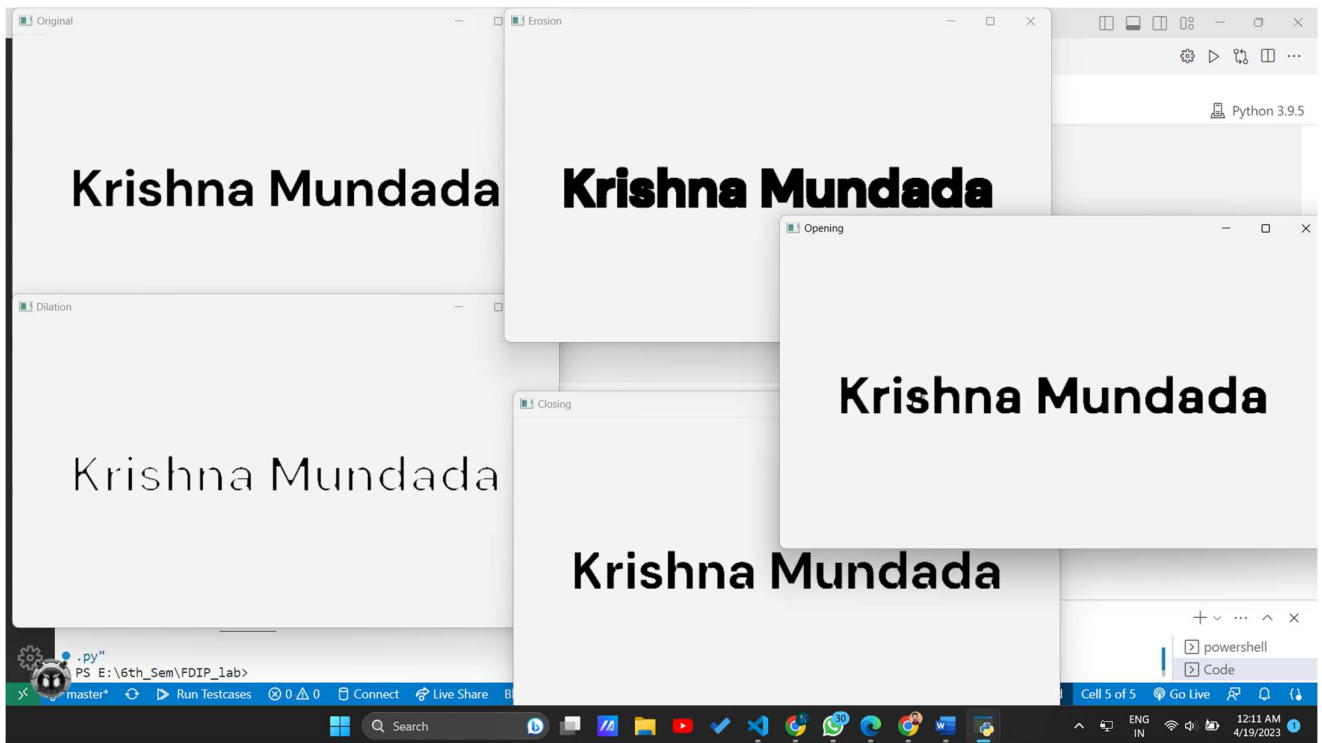 Original
Erosion
Python 3.9.5
Krishna Mundada
Krishna Mundada
Opening
Dilation
Krishna Mundada
Closing
Krishna Mundada
Krishna Mundada
.py"
PS E:\6th_Sem\FDIP_lab>
powershell
Code
master* Run Testcases 0 0 Connect Live Share Cell 5 of 5 Go Live
Search 30 ENG IN 12:11 AM 4/19/2023 1